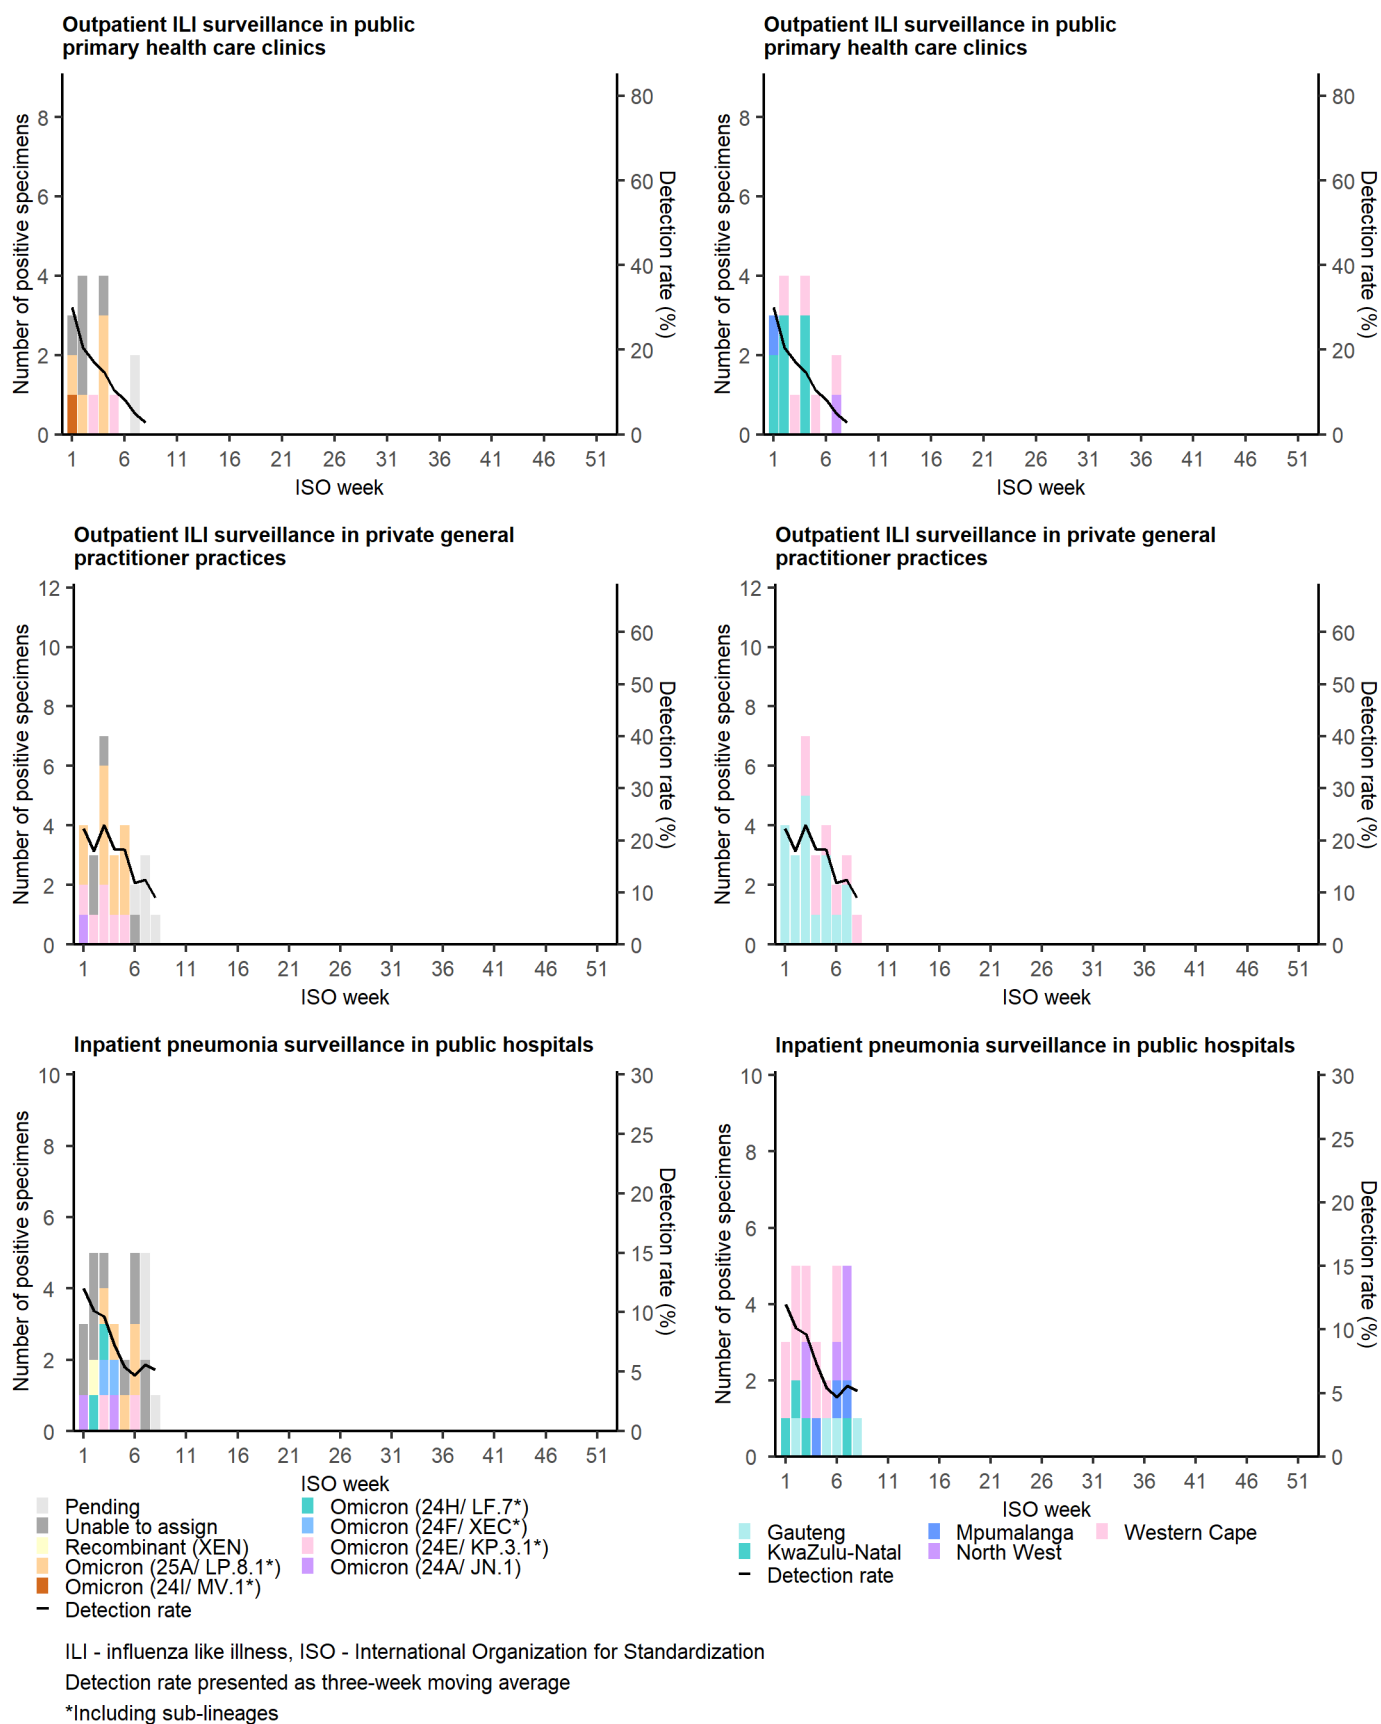 Outpatient ILI surveillance in public
primary health care clinics
Number of positive specimens
8
6
4
2
0
80
60
40
20
0
Detection rate (%)
1 6 11 16 21 26 31 36 41 46 51
ISO week
Outpatient ILI surveillance in public
primary health care clinics
Number of positive specimens
8
6
4
2
0
80
60
40
20
0
Detection rate (%)
1 6 11 16 21 26 31 36 41 46 51
ISO week
Outpatient ILI surveillance in private general
practitioner practices
Number of positive specimens
12
10
8
6
4
2
0
60
50
40
30
20
10
0
Detection rate (%)
1 6 11 16 21 26 31 36 41 46 51
ISO week
Outpatient ILI surveillance in private general
practitioner practices
Number of positive specimens
12
10
8
6
4
2
0
60
50
40
30
20
10
0
Detection rate (%)
1 6 11 16 21 26 31 36 41 46 51
ISO week
Inpatient pneumonia surveillance in public hospitals
Number of positive specimens
10
8
6
4
2
0
30
25
20
15
10
5
0
Detection rate (%)
1 6 11 16 21 26 31 36 41 46 51
ISO week
Pending
Unable to assign
Recombinant (XEN)
Omicron (25A/ LP.8.1*)
Omicron (24I/ MV.1*)
Omicron (24H/ LF.7*)
Omicron (24F/ XEC*)
Omicron (24E/ KP.3.1*)
Omicron (24A/ JN.1)
Detection rate
Inpatient pneumonia surveillance in public hospitals
Number of positive specimens
10
8
6
4
2
0
30
25
20
15
10
5
0
Detection rate (%)
1 6 11 16 21 26 31 36 41 46 51
ISO week
Gauteng
KwaZulu-Natal
Mpumalanga
North West
Western Cape
Detection rate
ILI - influenza like illness, ISO - International Organization for Standardization
Detection rate presented as three-week moving average
*Including sub-lineages